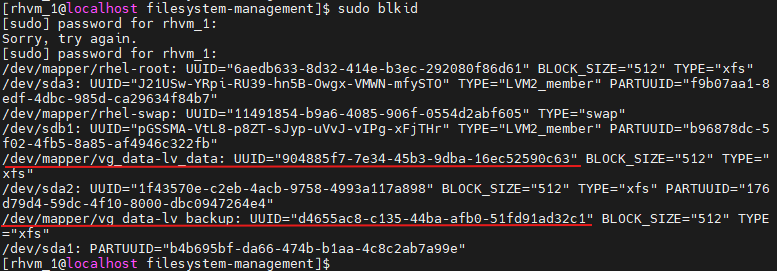 [rhvm_1@localhost filesystem-management]$ sudo blkid
[sudo] password for rhvm_1:
Sorry, try again.
[sudo] password for rhvm_1:
/dev/mapper/rhel-root: UUID="6aedb633-8d32-414e-b3ec-292080f86d61" BLOCK_SIZE="512" TYPE="xfs"
/dev/sda3: UUID="J21USw-YRpi-RU39-hn5B-Owgx-VMWN-mfySTO" TYPE="LVM2_member" PARTUUID="f9b07aa1-8
edf-4dbc-985d-ca29634f84b7"
/dev/mapper/rhel-swap: UUID="11491854-b9a6-4085-906f-0554d2abf605" TYPE="swap"
/dev/sdb1: UUID="pGSSMA-VtL8-p8ZT-sJyp-uVvJ-vIPg-xFjTHr" TYPE="LVM2_member" PARTUUID="b96878dc-5
f02-4fb5-8a85-af4946c322fb"
/dev/mapper/vg_data-lv_data: UUID="904885f7-7e34-45b3-9dba-16ec52590c63" BLOCK_SIZE="512" TYPE="
xfs"
/dev/sda2: UUID="1f43570e-c2eb-4acb-9758-4993a117a898" BLOCK_SIZE="512" TYPE="xfs" PARTUUID="176
d79d4-59dc-4f10-8000-dbc0947264e4"
/dev/mapper/vg_data-lv_backup: UUID="d4655ac8-c135-44ba-afb0-51fd91ad32c1" BLOCK_SIZE="512" TYPE
="xfs"
/dev/sda1: PARTUUID="b4b695bf-da66-474b-b1aa-4c8c2ab7a99e"
[rhvm_1@localhost filesystem-management]$